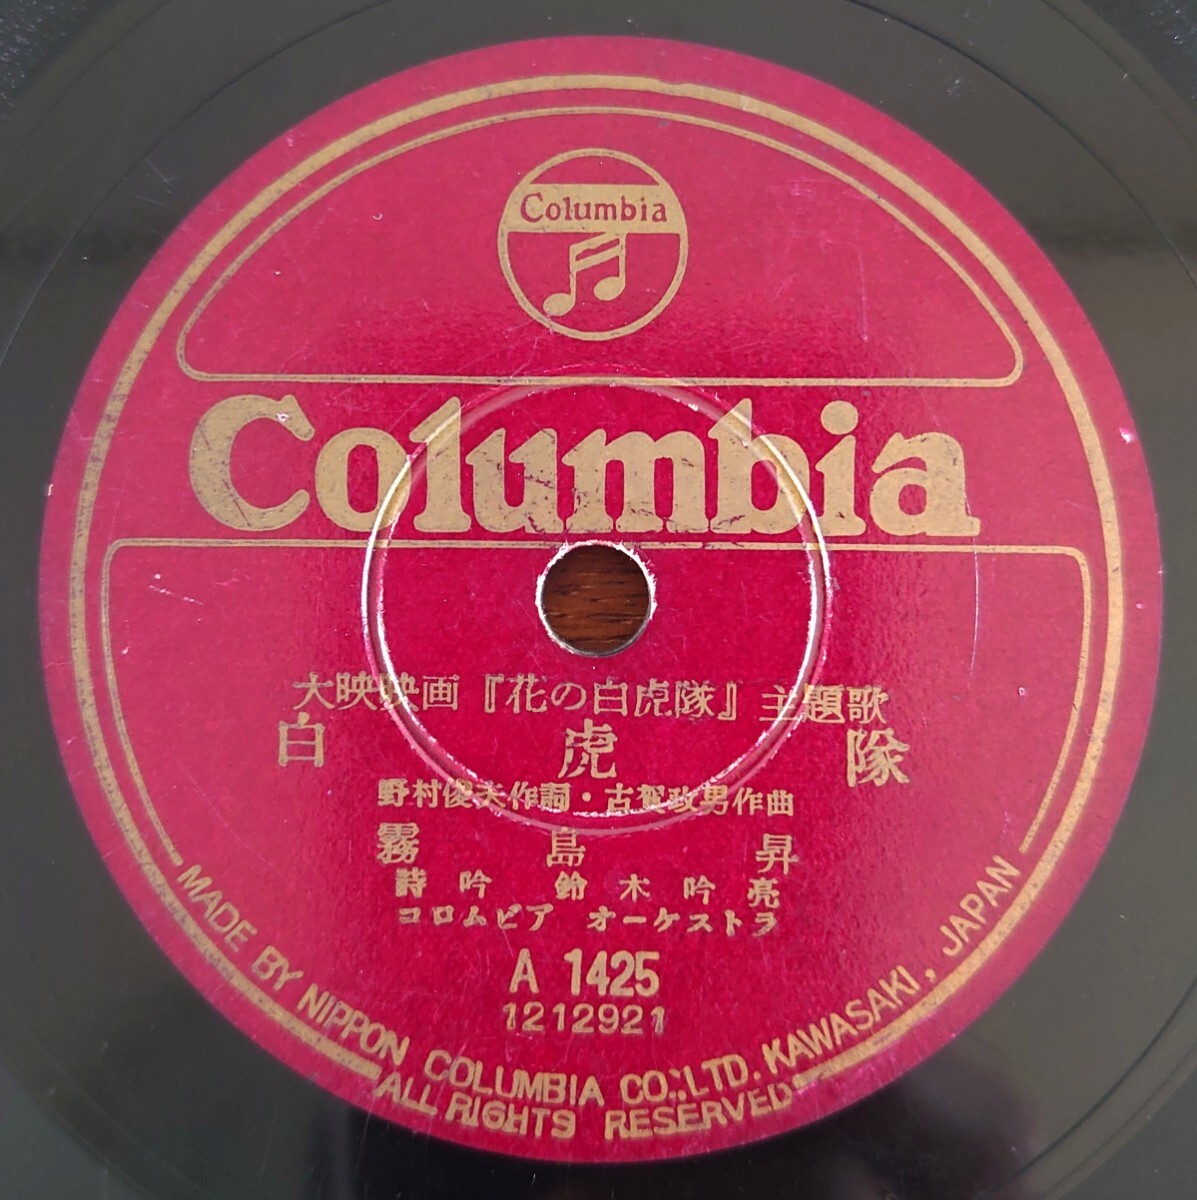 Columbia
Columbia
大映映画『花の白虎隊』主題歌
白虎隊
野村俊夫作詞・古賀政男作曲
霧島昇
詩吟 鈴木吟亮
コロムビア オーケストラ
A 1425
1212921
MADE BY NIPPON COLUMBIA CO.,LTD. KAWASAKI, JAPAN
ALL RIGHTS RESERVED